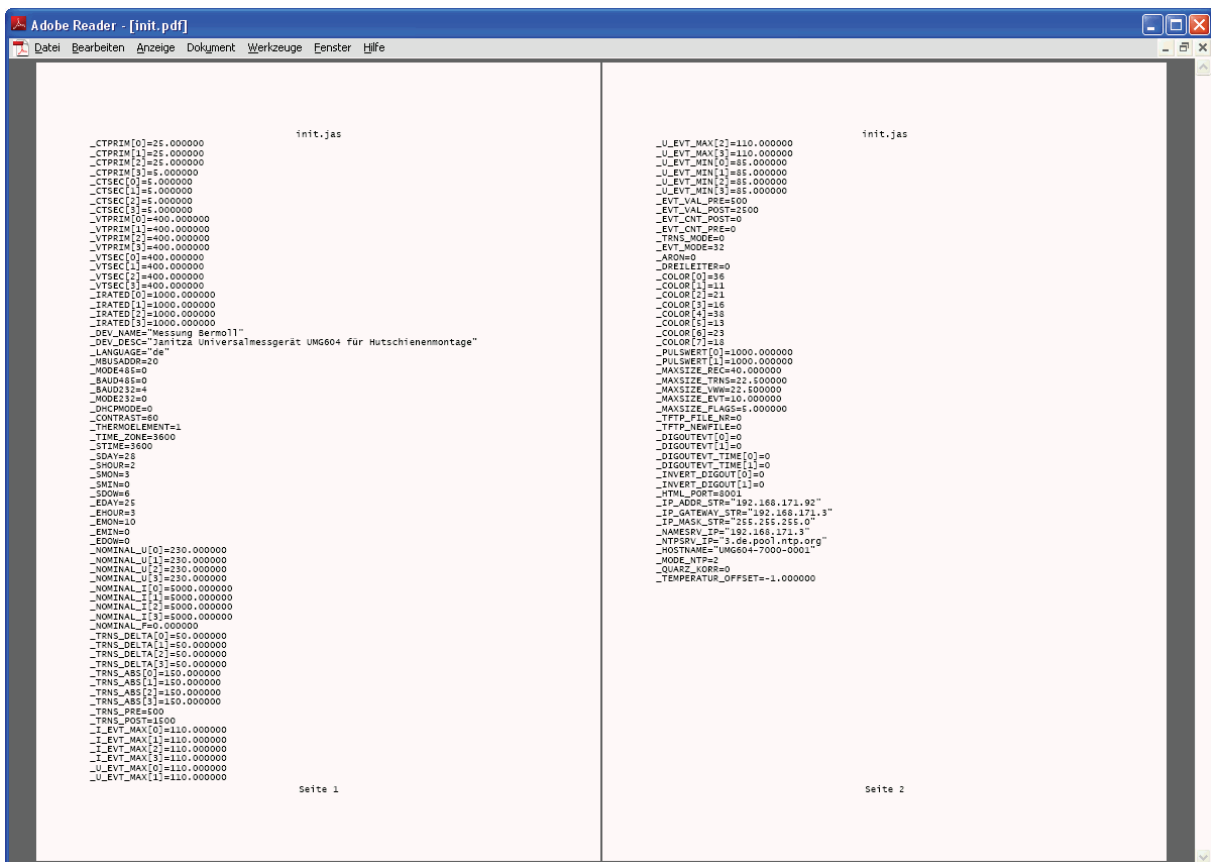 Adobe Reader - [init.pdf]
Datei Bearbeiten Anzeige Dokument Werkzeuge Fenster Hilfe
init.jas
_CTPRIM[0]=25.000000
_CTPRIM[1]=25.000000
_CTPRIM[2]=25.000000
_CTPRIM[3]=5.000000
_CTSEC[0]=5.000000
_CTSEC[1]=5.000000
_CTSEC[2]=5.000000
_CTSEC[3]=5.000000
_VTPRIM[0]=400.000000
_VTPRIM[1]=400.000000
_VTPRIM[2]=400.000000
_VTPRIM[3]=400.000000
_VTSEC[0]=400.000000
_VTSEC[1]=400.000000
_VTSEC[2]=400.000000
_VTSEC[3]=400.000000
_IRATED[0]=1000.000000
_IRATED[1]=1000.000000
_IRATED[2]=1000.000000
_IRATED[3]=1000.000000
_DEV_NAME="Messung Bermoll"
_DEV_DESC="Janitza Universalmessgerät UMG604 für Hutschienenmontage"
_LANGUAGE="de"
_MBUSADDR=20
_MODE485=0
_BAUD485=0
_BAUD232=4
_MODE232=0
_DHCPMODE=0
_CONTRAST=60
_THERMOELEMENT=1
_TIME_ZONE=3600
_STIME=3600
_SDAY=28
_SHOUR=2
_SMON=3
_SMIN=0
_SDOW=6
_EDAY=25
_EHOUR=3
_EMON=10
_EMIN=0
_EDOW=0
_NOMINAL_U[0]=230.000000
_NOMINAL_U[1]=230.000000
_NOMINAL_U[2]=230.000000
_NOMINAL_U[3]=230.000000
_NOMINAL_I[0]=5000.000000
_NOMINAL_I[1]=5000.000000
_NOMINAL_I[2]=5000.000000
_NOMINAL_I[3]=5000.000000
_NOMINAL_F=0.000000
_TRNS_DELTA[0]=50.000000
_TRNS_DELTA[1]=50.000000
_TRNS_DELTA[2]=50.000000
_TRNS_DELTA[3]=50.000000
_TRNS_ABS[0]=150.000000
_TRNS_ABS[1]=150.000000
_TRNS_ABS[2]=150.000000
_TRNS_ABS[3]=150.000000
_TRNS_PRE=500
_TRNS_POST=1500
_I_EVT_MAX[0]=110.000000
_I_EVT_MAX[1]=110.000000
_I_EVT_MAX[2]=110.000000
_I_EVT_MAX[3]=110.000000
_U_EVT_MAX[0]=110.000000
_U_EVT_MAX[1]=110.000000
Seite 1
init.jas
_U_EVT_MAX[2]=110.000000
_U_EVT_MAX[3]=110.000000
_U_EVT_MIN[0]=85.000000
_U_EVT_MIN[1]=85.000000
_U_EVT_MIN[2]=85.000000
_U_EVT_MIN[3]=85.000000
_EVT_VAL_PRE=500
_EVT_VAL_POST=2500
_EVT_CNT_POST=0
_EVT_CNT_PRE=0
_TRNS_MODE=0
_EVT_MODE=32
_ARON=0
_DREILEITER=0
_COLOR[0]=36
_COLOR[1]=11
_COLOR[2]=21
_COLOR[3]=16
_COLOR[4]=38
_COLOR[5]=13
_COLOR[6]=23
_COLOR[7]=18
_PULSWERT[0]=1000.000000
_PULSWERT[1]=1000.000000
_MAXSIZE_REC=40.000000
_MAXSIZE_TRNS=22.500000
_MAXSIZE_VWW=22.500000
_MAXSIZE_EVT=10.000000
_MAXSIZE_FLAGS=5.000000
_TFTP_FILE_NR=0
_TFTP_NEWFILE=0
_DIGOUTEVT[0]=0
_DIGOUTEVT[1]=0
_DIGOUTEVT_TIME[0]=0
_DIGOUTEVT_TIME[1]=0
_INVERT_DIGOUT[0]=0
_INVERT_DIGOUT[1]=0
_HTML_PORT=8001
_IP_ADDR_STR="192.168.171.92"
_IP_GATEWAY_STR="192.168.171.3"
_IP_MASK_STR="255.255.255.0"
_NAMESRV_IP="192.168.171.3"
_NTPSRV_IP="3.de.pool.ntp.org"
_HOSTNAME="UMG604-7000-0001"
_MODE_NTP=2
_QUARZ_KORR=0
_TEMPERATUR_OFFSET=-1.000000
Seite 2